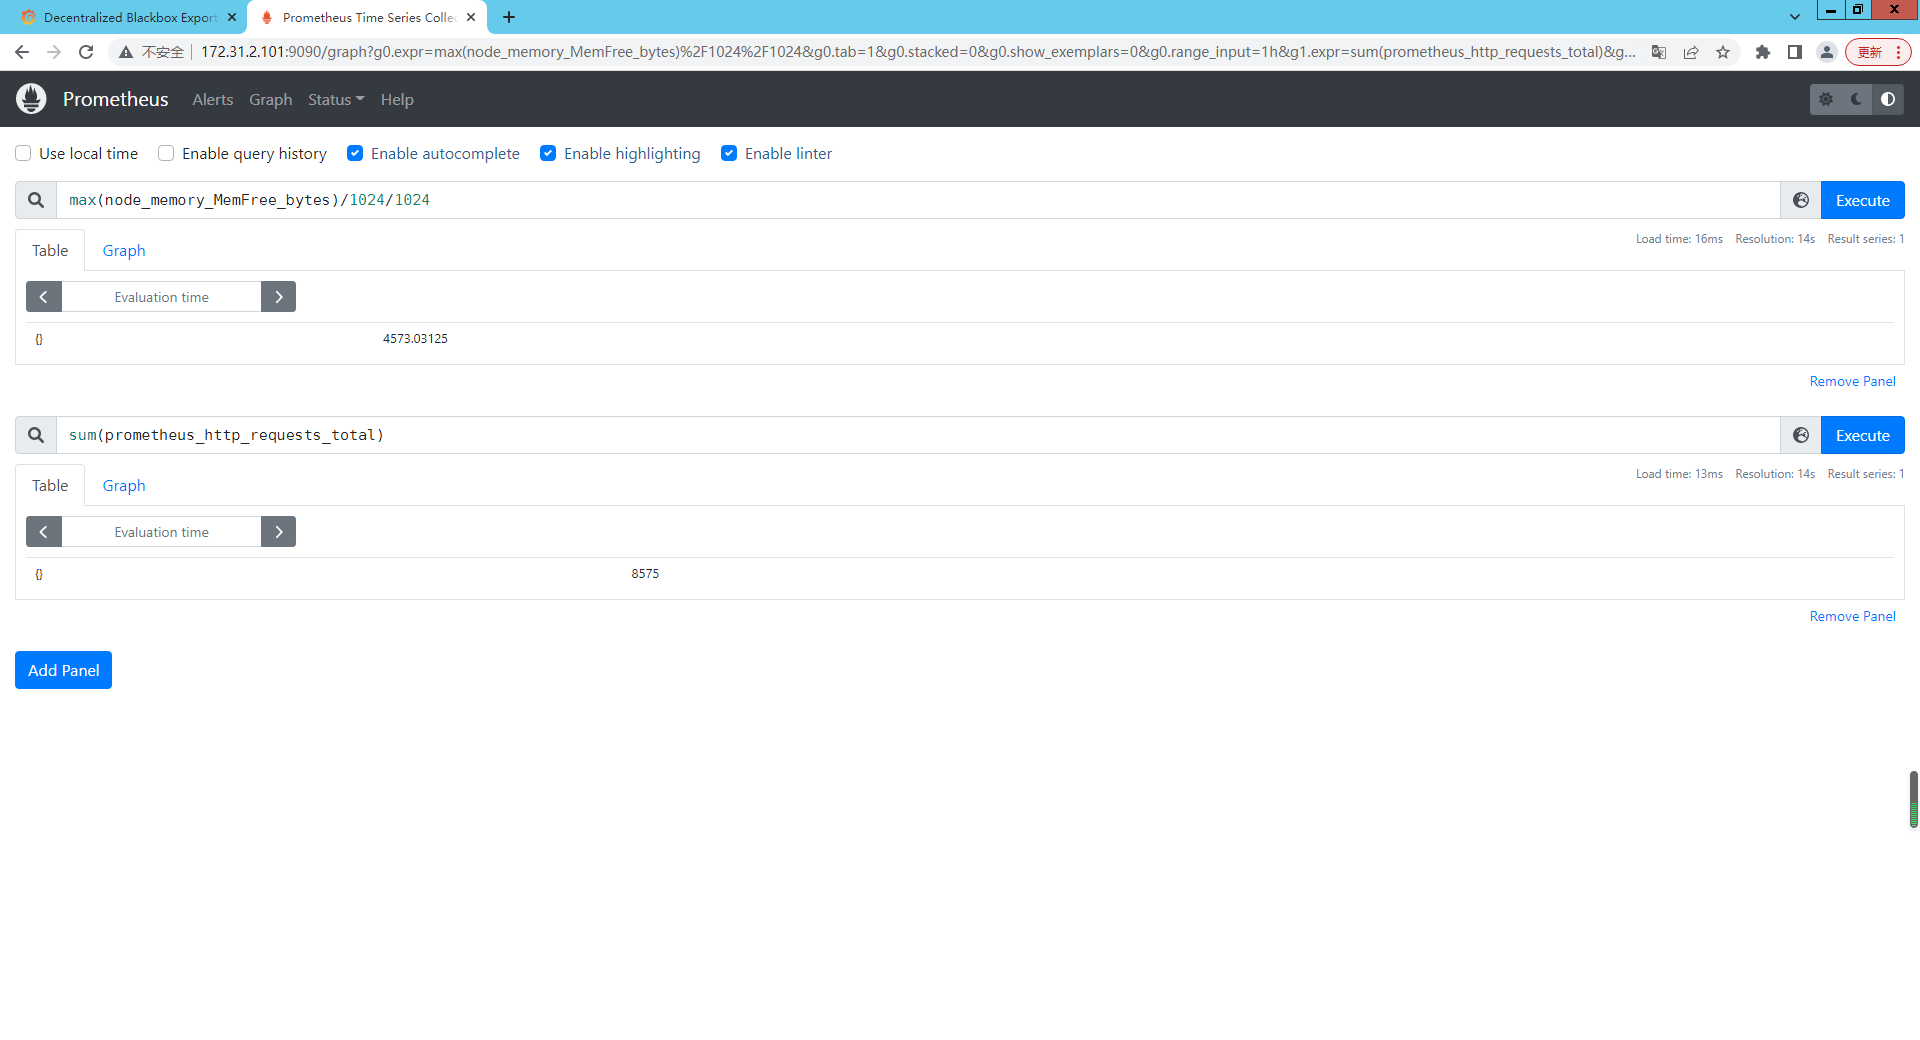 Decentralized Blackbox Export
Prometheus Time Series Collec
不安全 172.31.2.101:9090/graph?g0.expr=max(node_memory_MemFree_bytes)%2F1024%2F1024&g0.tab=1&g0.stacked=0&g0.show_exemplars=0&g0.range_input=1h&g1.expr=sum(prometheus_http_requests_total)&g... 更新
Prometheus Alerts Graph Status Help
Use local time Enable query history Enable autocomplete Enable highlighting Enable linter
max(node_memory_MemFree_bytes)/1024/1024 Execute
Table Graph Load time: 16ms Resolution: 14s Result series: 1
Evaluation time
{} 4573.03125
Remove Panel
sum(prometheus_http_requests_total) Execute
Table Graph Load time: 13ms Resolution: 14s Result series: 1
Evaluation time
{} 8575
Remove Panel
Add Panel